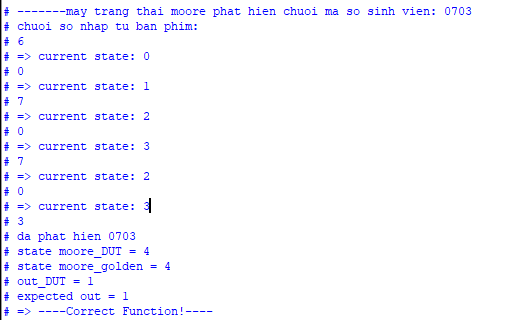 # -------may trang thai moore phat hien chuoi ma so sinh vien: 0703
# chuoi so nhap tu ban phim:
# 6
# => current state: 0
# 0
# => current state: 1
# 7
# => current state: 2
# 0
# => current state: 3
# 7
# => current state: 2
# 0
# => current state: 3
# 3
# da phat hien 0703
# state moore_DUT = 4
# state moore_golden = 4
# out_DUT = 1
# expected out = 1
# => ----Correct Function!----